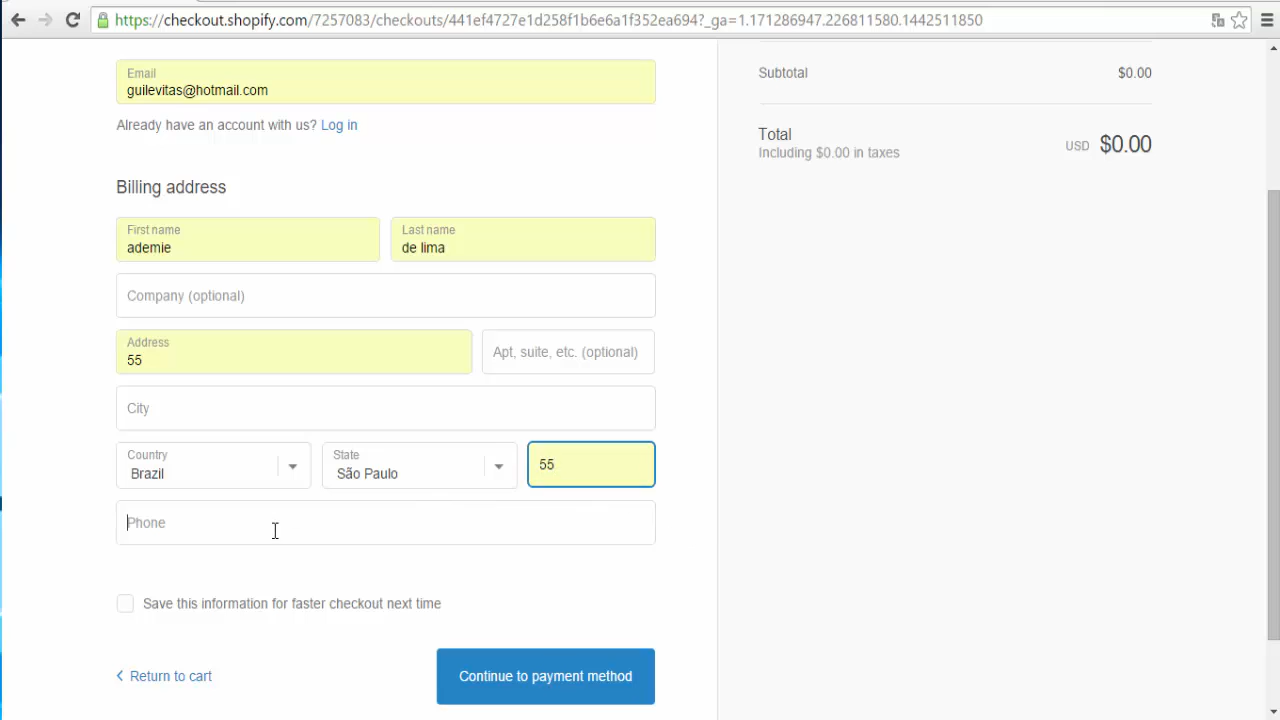 https://checkout.shopify.com/7257083/checkouts/441ef4727e1d258f1b6e6a1f352ea694?_ga=1.171286947.226811580.1442511850
Email
guilevitas@hotmail.com
Already have an account with us? Log in
Billing address
First name
ademie
Last name
de lima
Company (optional)
Address
55
Apt, suite, etc. (optional)
City
Country
Brazil
State
São Paulo
55
Phone
Save this information for faster checkout next time
Return to cart
Continue to payment method
Subtotal $0.00
Total
Including $0.00 in taxes
USD $0.00